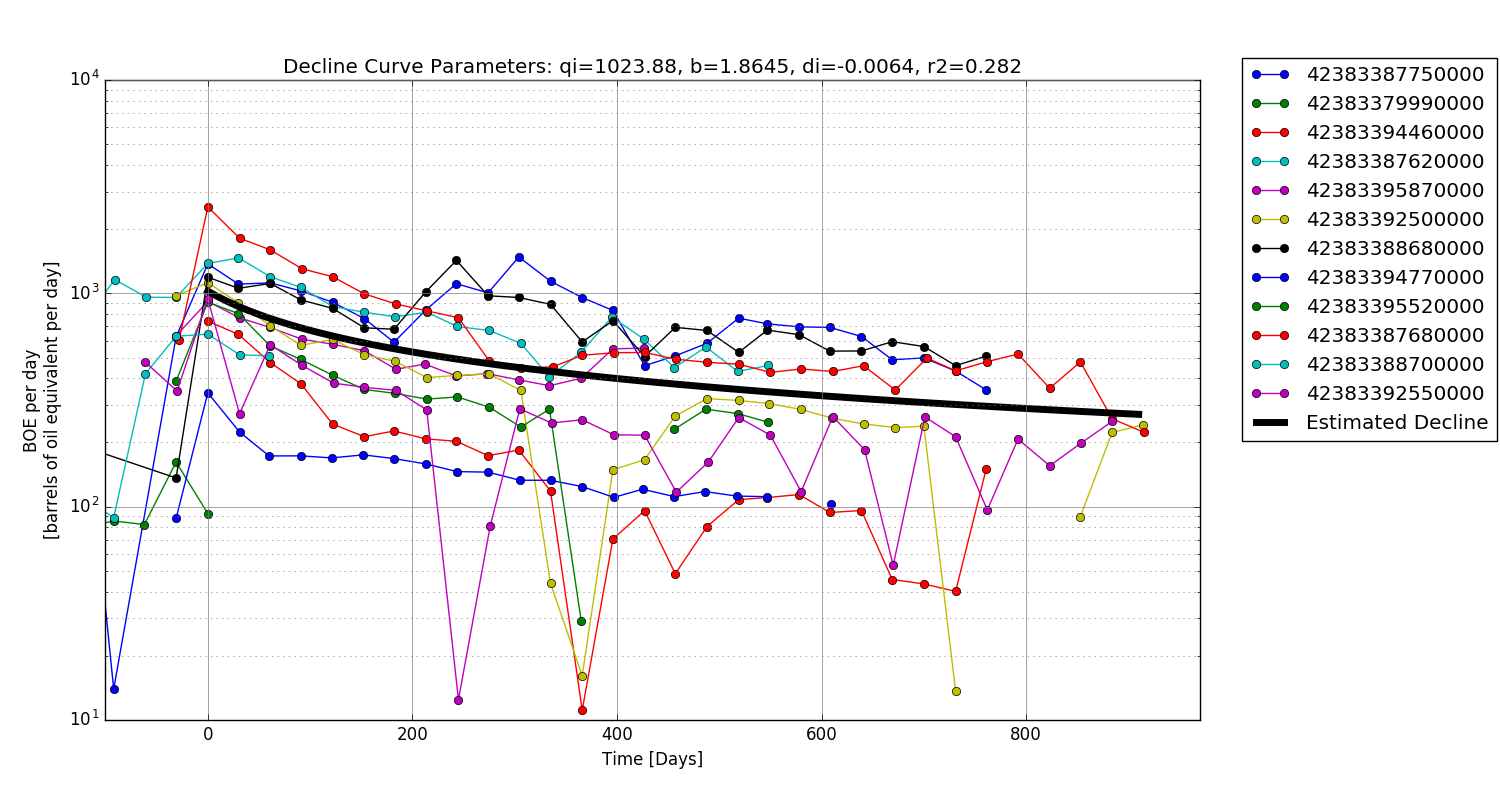 Decline Curve Parameters: qi=1023.88, b=1.8645, di=-0.0064, r2=0.282
10^4
10^3
10^2
10^1
BOE per day
[barrels of oil equivalent per day]
0 200 400 600 800
Time [Days]
42383387750000
42383379990000
42383394460000
42383387620000
42383395870000
42383392500000
42383388680000
42383394770000
42383395520000
42383387680000
42383388700000
42383392550000
Estimated Decline